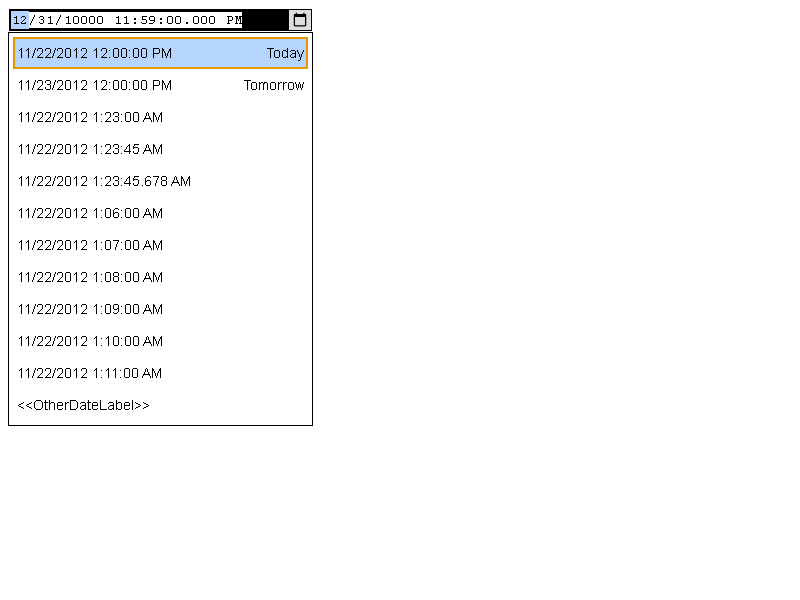 12/31/10000 11:59:00.000 PM
11/22/2012 12:00:00 PM Today
11/23/2012 12:00:00 PM Tomorrow
11/22/2012 1:23:00 AM
11/22/2012 1:23:45 AM
11/22/2012 1:23:45.678 AM
11/22/2012 1:06:00 AM
11/22/2012 1:07:00 AM
11/22/2012 1:08:00 AM
11/22/2012 1:09:00 AM
11/22/2012 1:10:00 AM
11/22/2012 1:11:00 AM
<<OtherDateLabel>>